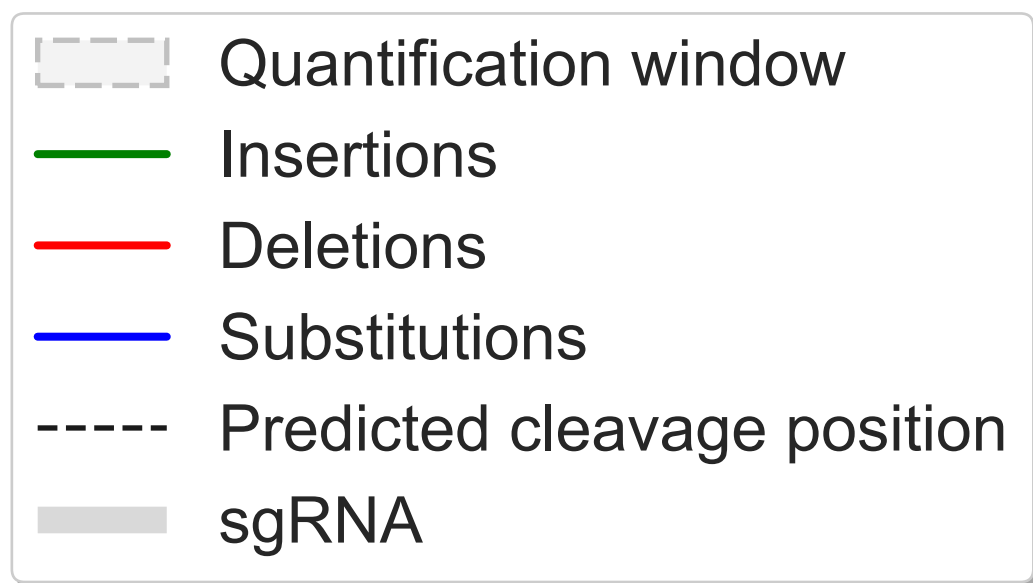 Quantification window
Insertions
Deletions
Substitutions
Predicted cleavage position
sgRNA